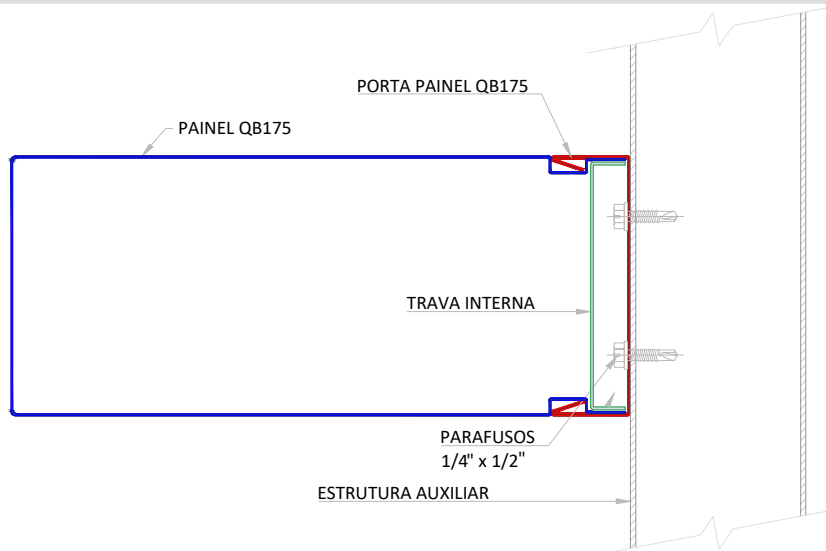 PORTA PAINEL QB175
PAINEL QB175
TRAVA INTERNA
PARAFUSOS
1/4" x 1/2"
ESTRUTURA AUXILIAR